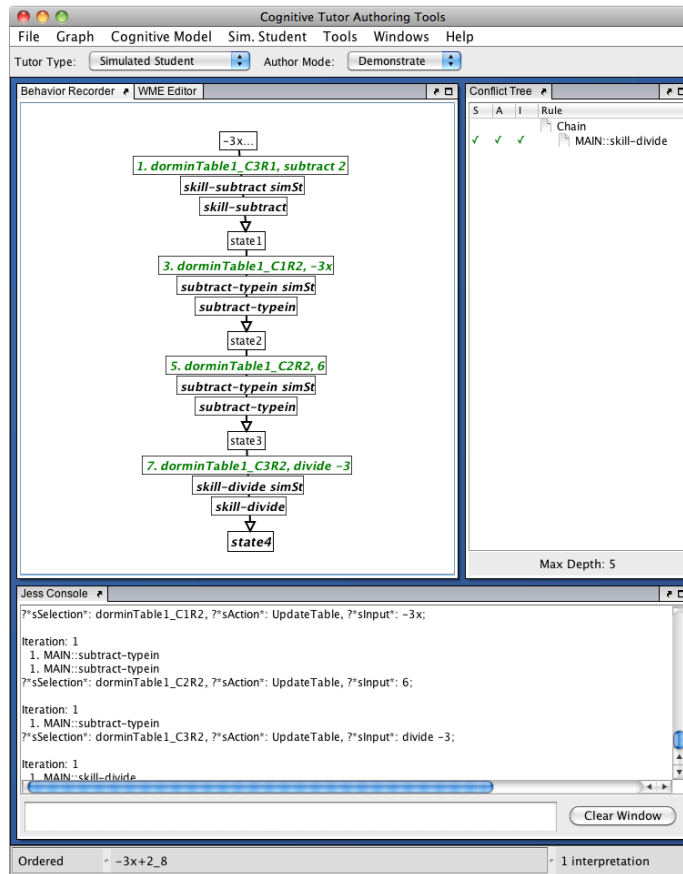 Cognitive Tutor Authoring Tools
File Graph Cognitive Model Sim. Student Tools Windows Help
Tutor Type: Simulated Student Author Mode: Demonstrate
Behavior Recorder WME Editor
-3x...
1. dorminTable1_C3R1, subtract 2
skill-subtract simSt
skill-subtract
state1
3. dorminTable1_C1R2, -3x
subtract-typein simSt
subtract-typein
state2
5. dorminTable1_C2R2, 6
subtract-typein simSt
subtract-typein
state3
7. dorminTable1_C3R2, divide -3
skill-divide simSt
skill-divide
state4
Conflict Tree
S A I Rule
Chain
MAIN::skill-divide
Max Depth: 5
Jess Console
?*sSelection*: dorminTable1_C1R2, ?*sAction*: UpdateTable, ?*sInput*: -3x;
Iteration: 1
1. MAIN::subtract-typein
1. MAIN::subtract-typein
?*sSelection*: dorminTable1_C2R2, ?*sAction*: UpdateTable, ?*sInput*: 6;
Iteration: 1
1. MAIN::subtract-typein
?*sSelection*: dorminTable1_C3R2, ?*sAction*: UpdateTable, ?*sInput*: divide -3;
Iteration: 1
1. MAIN::skill-divide
Clear Window
Ordered -3x+2_8 1 interpretation